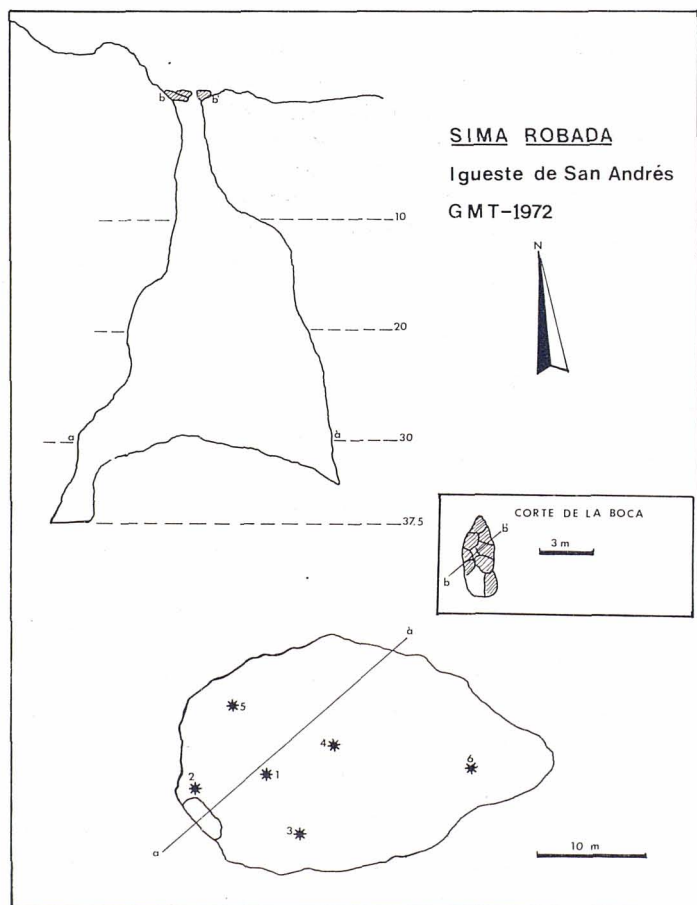 SIMA ROBADA
Igueste de San Andrés
GMT-1972
N
b b'
10
20
a à 30
37.5
CORTE DE LA BOCA
b'
3 m
b
à
5
4
6
2
1
3
a
10 m